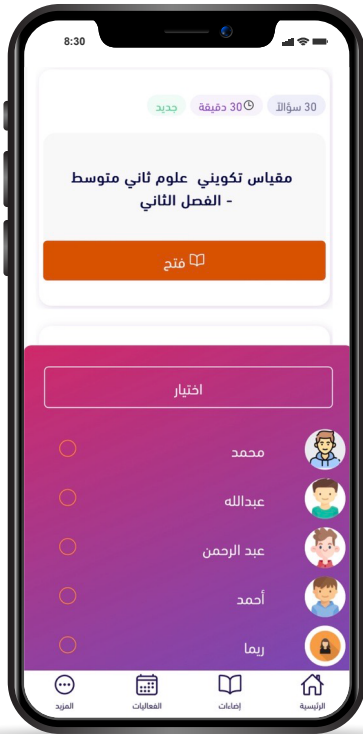 8:30
30 سؤالاً
30 دقيقة
جديد
مقياس تكويني علوم ثاني متوسط
- الفصل الثاني
فتح
اختيار
محمد
عبدالله
عبد الرحمن
أحمد
ريما
الرئيسية
إضاءات
الفعاليات
المزيد